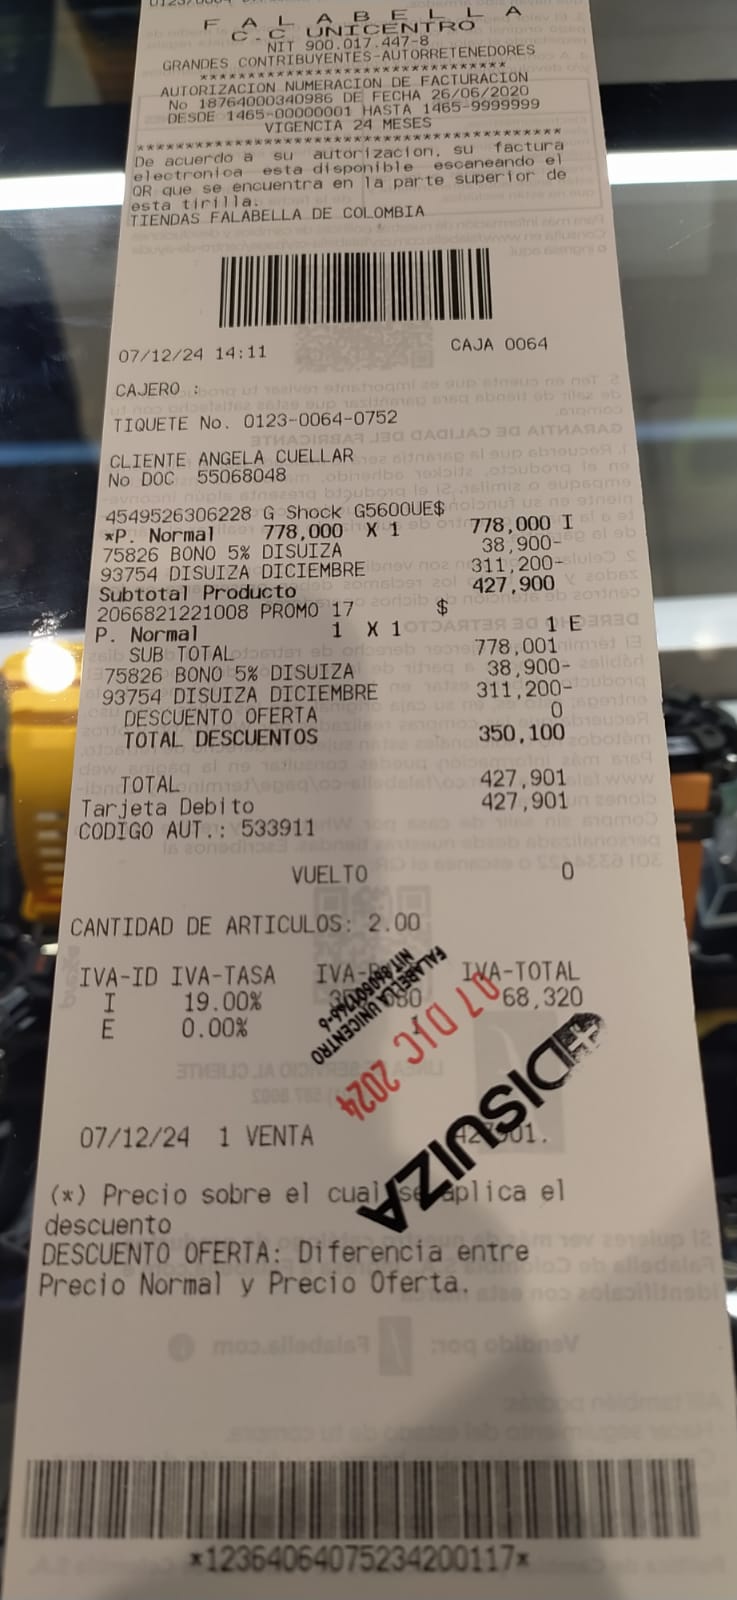 F A L A B E L L A
C.C UNICENTRO
NIT 900.017.447-8
GRANDES CONTRIBUYENTES-AUTORRETENEDORES
*******************************
AUTORIZACION NUMERACION DE FACTURACION
No 18764000340986 DE FECHA 26/06/2020
DESDE 1465-00000001 HASTA 1465-9999999
VIGENCIA 24 MESES
****************************************
De acuerdo a su autorizacion, su factura
electronica esta disponible escaneando el
QR que se encuentra en la parte superior de
esta tirilla.
TIENDAS FALABELLA DE COLOMBIA
07/12/24 14:11 CAJA 0064
CAJERO :
TIQUETE No. 0123-0064-0752
CLIENTE ANGELA CUELLAR
No DOC 55068048
4549526306228 G Shock G5600UE$
*P. Normal 778,000 X 1 778,000 I
75826 BONO 5% DISUIZA 38,900-
93754 DISUIZA DICIEMBRE 311,200-
Subtotal Producto 427,900
2066821221008 PROMO 17 $
P. Normal 1 X 1 1 E
SUB TOTAL 778,001
75826 BONO 5% DISUIZA 38,900-
93754 DISUIZA DICIEMBRE 311,200-
DESCUENTO OFERTA 0
TOTAL DESCUENTOS 350,100
TOTAL 427,901
Tarjeta Debito 427,901
CODIGO AUT.: 533911
VUELTO 0
CANTIDAD DE ARTICULOS: 2.00
IVA-ID IVA-TASA IVA-TOTAL
I 19.00% 68,320
E 0.00% 1
FALABELLA UNICENTRO
07 DIC 2024
DISUIZA
07/12/24 1 VENTA
(*) Precio sobre el cual se aplica el
descuento
DESCUENTO OFERTA: Diferencia entre
Precio Normal y Precio Oferta.
*12364064075234200117*